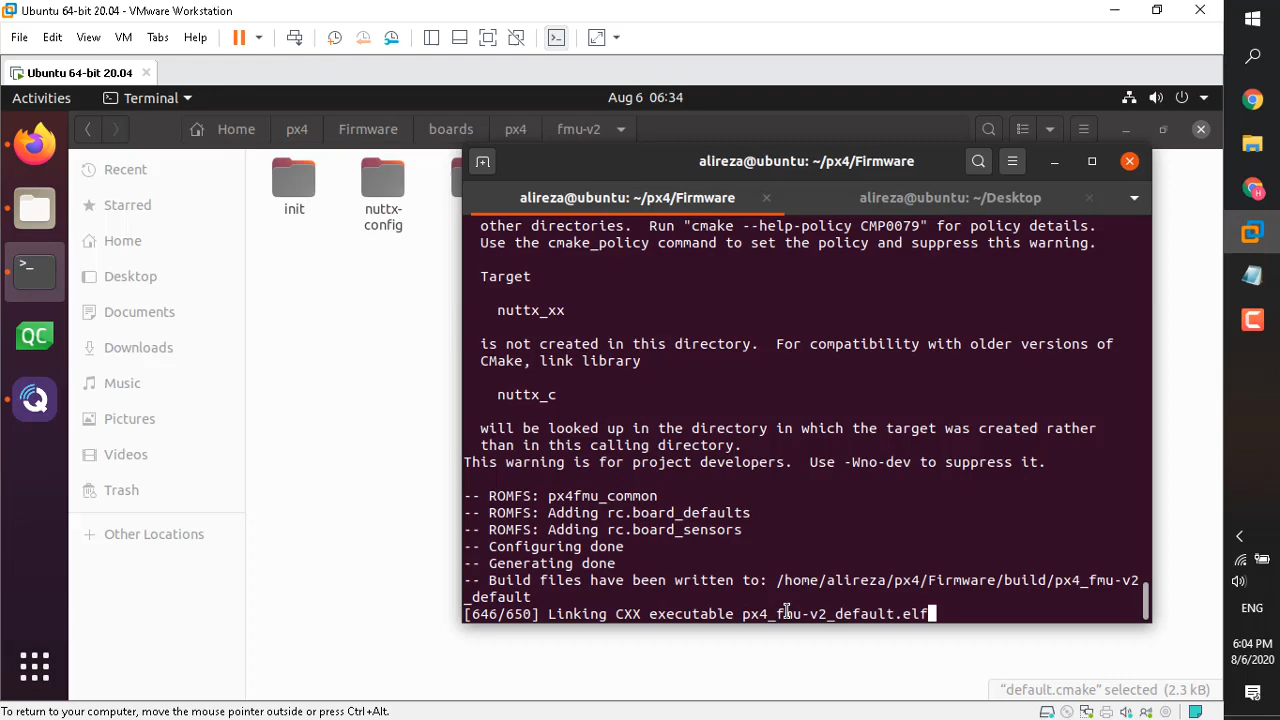 Ubuntu 64-bit 20.04 - VMware Workstation
File Edit View VM Tabs Help
Ubuntu 64-bit 20.04
Activities Terminal Aug 6 06:34
Home px4 Firmware boards px4 fmu-v2
Recent
Starred
Home
Desktop
Documents
Downloads
Music
Pictures
Videos
Trash
Other Locations
init
nuttx-
config
alireza@ubuntu: ~/px4/Firmware
alireza@ubuntu: ~/px4/Firmware alireza@ubuntu: ~/Desktop
other directories. Run "cmake --help-policy CMP0079" for policy details.
Use the cmake_policy command to set the policy and suppress this warning.
Target
nuttx_xx
is not created in this directory. For compatibility with older versions of
CMake, link library
nuttx_c
will be looked up in the directory in which the target was created rather
than in this calling directory.
This warning is for project developers. Use -Wno-dev to suppress it.
-- ROMFS: px4fmu_common
-- ROMFS: Adding rc.board_defaults
-- ROMFS: Adding rc.board_sensors
-- Configuring done
-- Generating done
-- Build files have been written to: /home/alireza/px4/Firmware/build/px4_fmu-v2
_default
[646/650] Linking CXX executable px4_fmu-v2_default.elf
"default.cmake" selected (2.3 kB)
QC
ENG
6:04 PM
8/6/2020
To return to your computer, move the mouse pointer outside or press Ctrl+Alt.